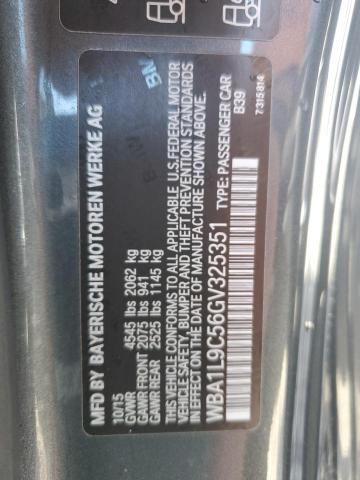 MFD BY BAYERISCHE MOTOREN WERKE AG
10/15
GVWR 4545 lbs 2062 kg
GAWR FRONT 2075 lbs 941 kg
GAWR REAR 2525 lbs 1145 kg
THIS VEHICLE CONFORMS TO ALL APPLICABLE U.S.FEDERAL MOTOR
VEHICLE SAFETY, BUMPER AND THEFT PREVENTION STANDARDS
IN EFFECT ON THE DATE OF MANUFACTURE SHOWN ABOVE.
WBA1L9C56GV325351 TYPE: PASSENGER CAR
B39
7315814